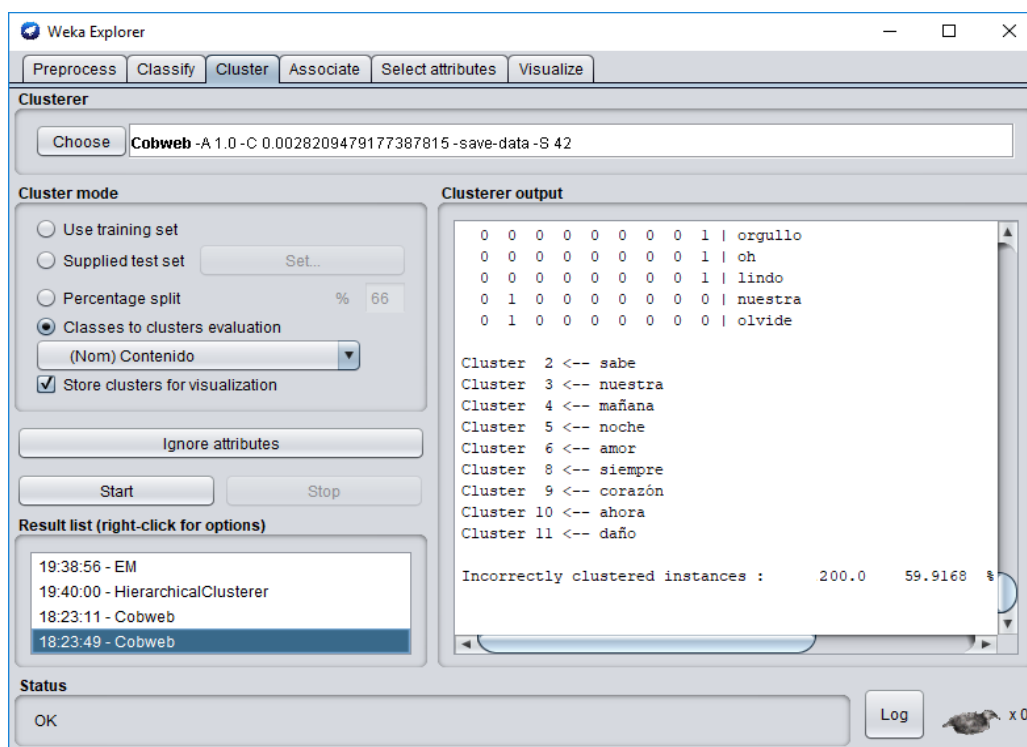 Weka Explorer
Preprocess Classify Cluster Associate Select attributes Visualize
Clusterer
Choose Cobweb -A 1.0 -C 0.0028209479177387815 -save-data -S 42
Cluster mode
Use training set
Supplied test set Set...
Percentage split % 66
Classes to clusters evaluation
(Nom) Contenido
Store clusters for visualization
Ignore attributes
Start Stop
Result list (right-click for options)
19:38:56 - EM
19:40:00 - HierarchicalClusterer
18:23:11 - Cobweb
18:23:49 - Cobweb
Clusterer output
0 0 0 0 0 0 0 0 1 | orgullo
0 0 0 0 0 0 0 0 1 | oh
0 0 0 0 0 0 0 0 1 | lindo
0 1 0 0 0 0 0 0 0 | nuestra
0 1 0 0 0 0 0 0 0 | olvide
Cluster 2 <-- sabe
Cluster 3 <-- nuestra
Cluster 4 <-- mañana
Cluster 5 <-- noche
Cluster 6 <-- amor
Cluster 8 <-- siempre
Cluster 9 <-- corazón
Cluster 10 <-- ahora
Cluster 11 <-- daño
Incorrectly clustered instances : 200.0 59.9168 %
Status
OK
Log x 0